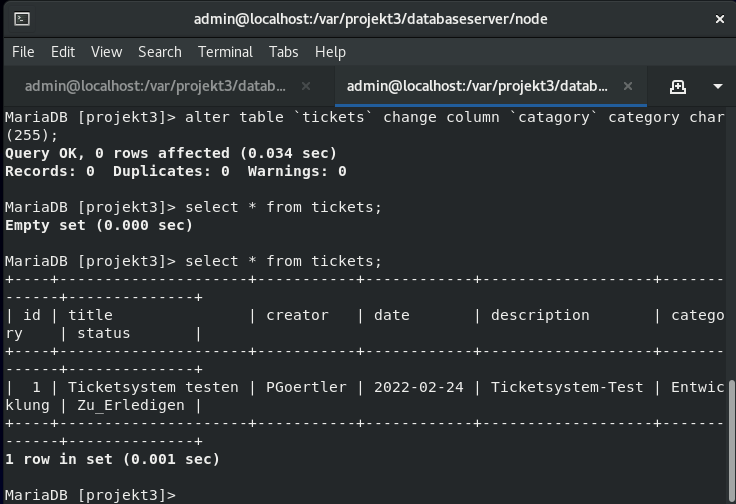 admin@localhost:/var/projekt3/databaseserver/node
File Edit View Search Terminal Tabs Help
admin@localhost:/var/projekt3/datab... × admin@localhost:/var/projekt3/datab... ×
MariaDB [projekt3]> alter table `tickets` change column `catagory` category char
(255);
Query OK, 0 rows affected (0.034 sec)
Records: 0  Duplicates: 0  Warnings: 0
MariaDB [projekt3]> select * from tickets;
Empty set (0.000 sec)
MariaDB [projekt3]> select * from tickets;
+----+--------------------+-----------+------------+-------------------+-------
------+--------------+
| id | title               | creator   | date       | description       | catego
ry    | status       |
+----+--------------------+-----------+------------+-------------------+-------
------+--------------+
|  1 | Ticketsystem testen | PGoertler | 2022-02-24 | Ticketsystem-Test | Entwic
klung | Zu_Erledigen |
+----+--------------------+-----------+------------+-------------------+-------
------+--------------+
1 row in set (0.001 sec)
MariaDB [projekt3]>